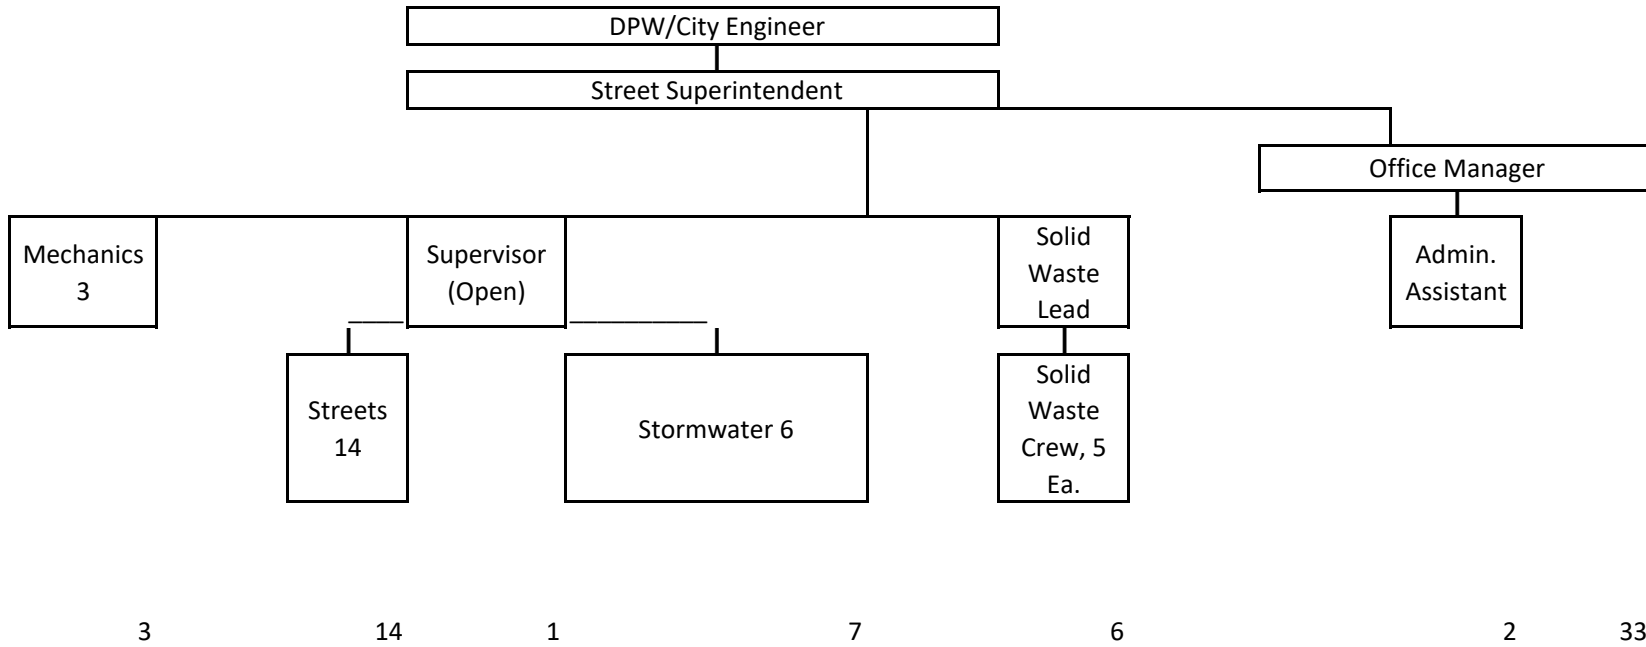 DPW/City Engineer
Street Superintendent
Office Manager
Mechanics
3
Supervisor
(Open)
Solid
Waste
Lead
Admin.
Assistant
Streets
14
Stormwater 6
Solid
Waste
Crew, 5
Ea.
3 14 1 7 6 2 33